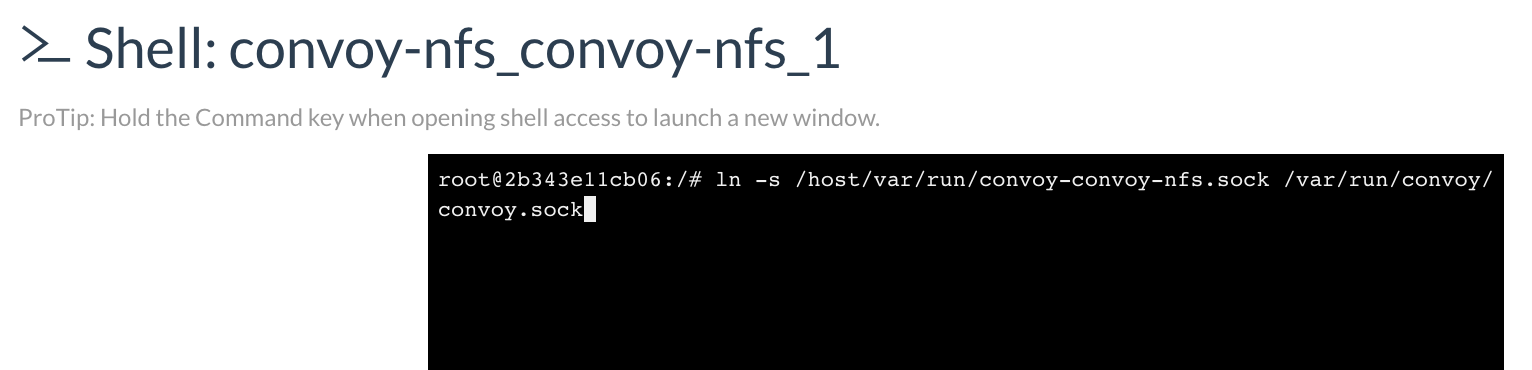 Shell: convoy-nfs_convoy-nfs_1
ProTip: Hold the Command key when opening shell access to launch a new window.
root@2b343e11cb06:/# ln -s /host/var/run/convoy-convoy-nfs.sock /var/run/convoy/
convoy.sock